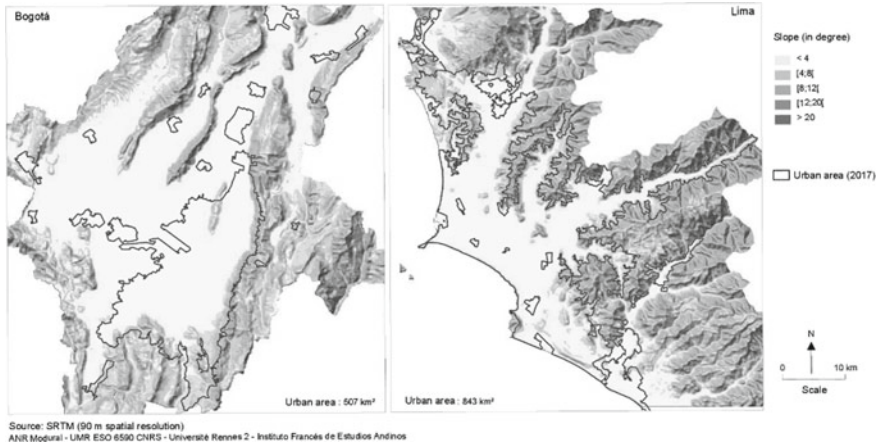 Bogotá
Lima
Slope (in degree)
< 4
[4;8[
[8;12[
[12;20[
> 20
Urban area (2017)
N
0 10 km
Scale
Urban area : 507 km²
Urban area : 843 km²
Source: SRTM (90 m spatial resolution)
ANR Modural - UMR ESO 6590 CNRS - Université Rennes 2 - Instituto Francés de Estudios Andinos